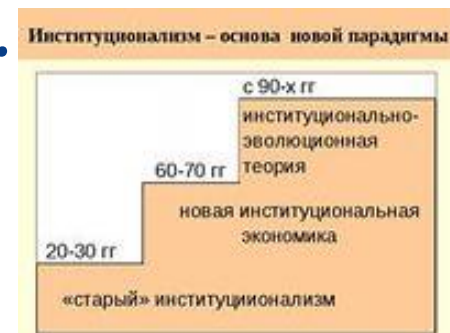 Институционализм – основа новой парадигмы
с 90-х гг
институционально-
эволюционная
теория
60-70 гг
новая институциональная
экономика
20-30 гг
«старый» институциионализм